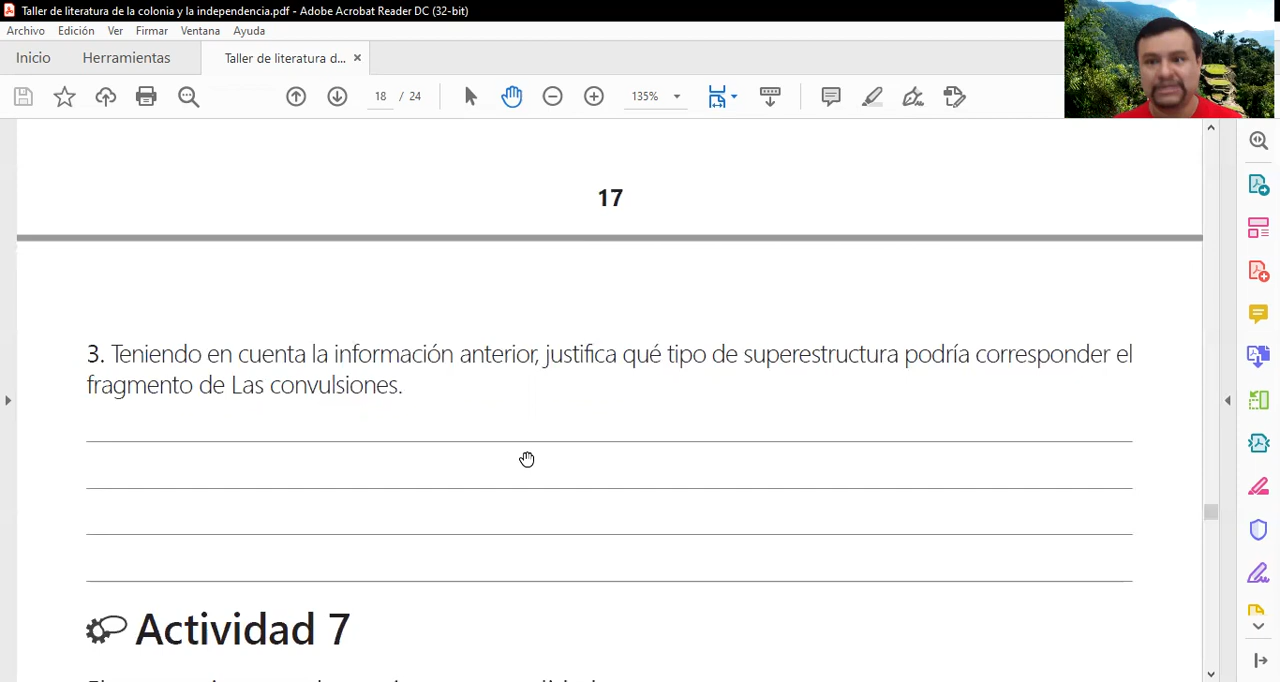 Taller de literatura de la colonia y la independencia.pdf - Adobe Acrobat Reader DC (32-bit)
Archivo Edición Ver Firmar Ventana Ayuda
Inicio Herramientas Taller de literatura d... ×
18 / 24 135%
17
3. Teniendo en cuenta la información anterior, justifica qué tipo de superestructura podría corresponder el
fragmento de Las convulsiones.
Actividad 7